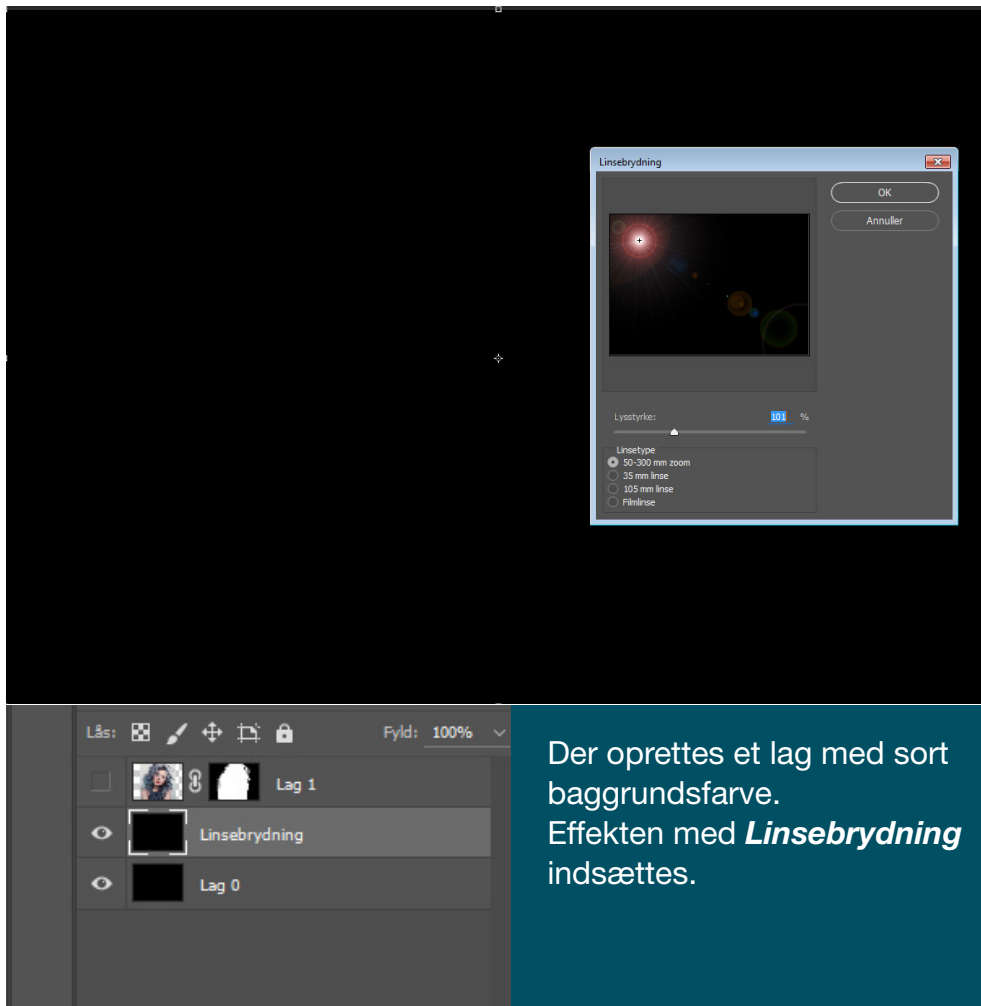 Linsebrydning
OK
Annuller
Lysstyrke: 101 %
Linsetype
50-300 mm zoom
35 mm linse
105 mm linse
Filmlinse
Lås: Fyld: 100%
Lag 1
Linsebrydning
Lag 0
Der oprettes et lag med sort
baggrundsfarve.
Effekten med Linsebrydning
indsættes.